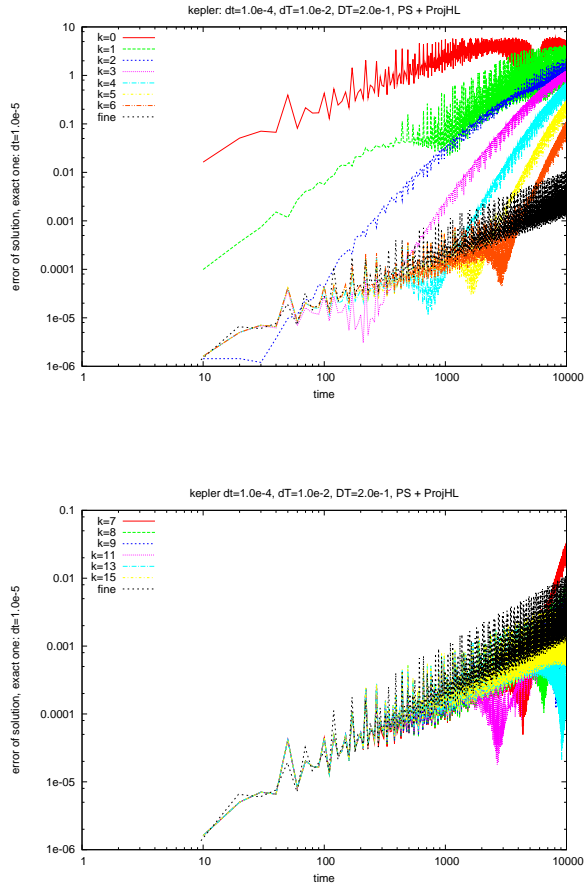 kepler: dt=1.0e-4, dT=1.0e-2, DT=2.0e-1, PS + ProjHL
k=0
k=1
k=2
k=3
k=4
k=5
k=6
fine
10
1
0.1
0.01
0.001
0.0001
1e-05
1e-06
error of solution, exact one: dt=1.0e-5
1 10 100 1000 10000
time
kepler dt=1.0e-4, dT=1.0e-2, DT=2.0e-1, PS + ProjHL
k=7
k=8
k=9
k=11
k=13
k=15
fine
0.1
0.01
0.001
0.0001
1e-05
1e-06
error of solution, exact one: dt=1.0e-5
1 10 100 1000 10000
time